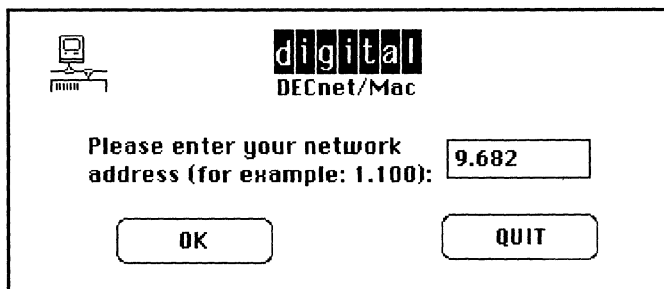 digital
DECnet/Mac
Please enter your network
address (for example: 1.100):
9.682
OK
QUIT